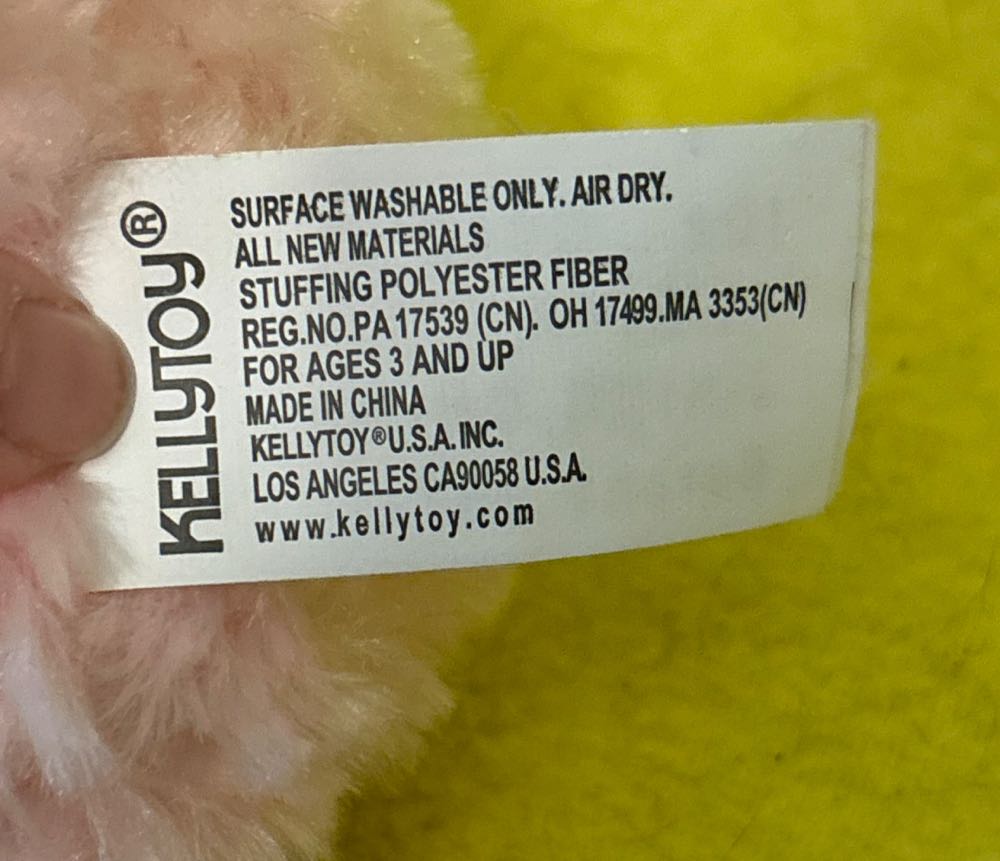 KELLYTOY®
SURFACE WASHABLE ONLY. AIR DRY.
ALL NEW MATERIALS
STUFFING POLYESTER FIBER
REG.NO.PA 17539 (CN). OH 17499.MA 3353(CN)
FOR AGES 3 AND UP
MADE IN CHINA
KELLYTOY®U.S.A. INC.
LOS ANGELES CA90058 U.S.A.
www.kellytoy.com